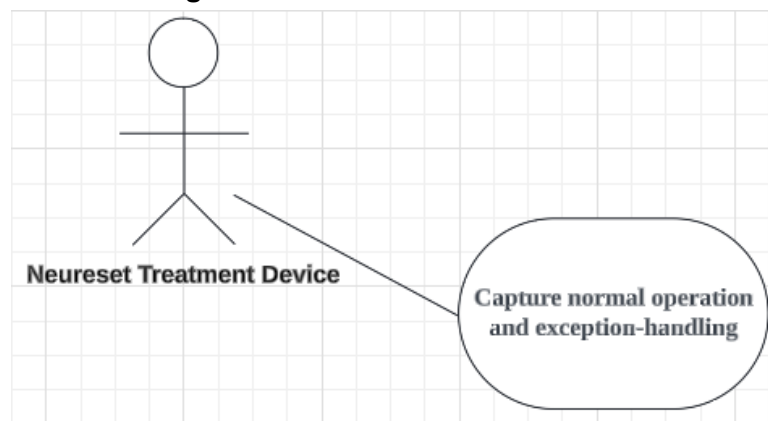 Neureset Treatment Device
Capture normal operation
and exception-handling